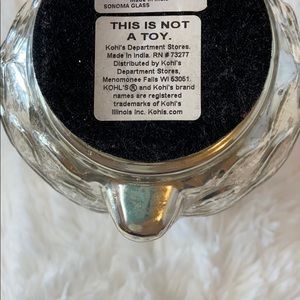 SONOMA GLASS
THIS IS NOT
A TOY.
Kohl's Department Stores.
Made in India. RN # 73277
Distributed by Kohl's
Department Stores,
Menomonee Falls WI 53051.
KOHL'S® and Kohl's brand
names are registered
trademarks of Kohl's
Illinois Inc. Kohls.com